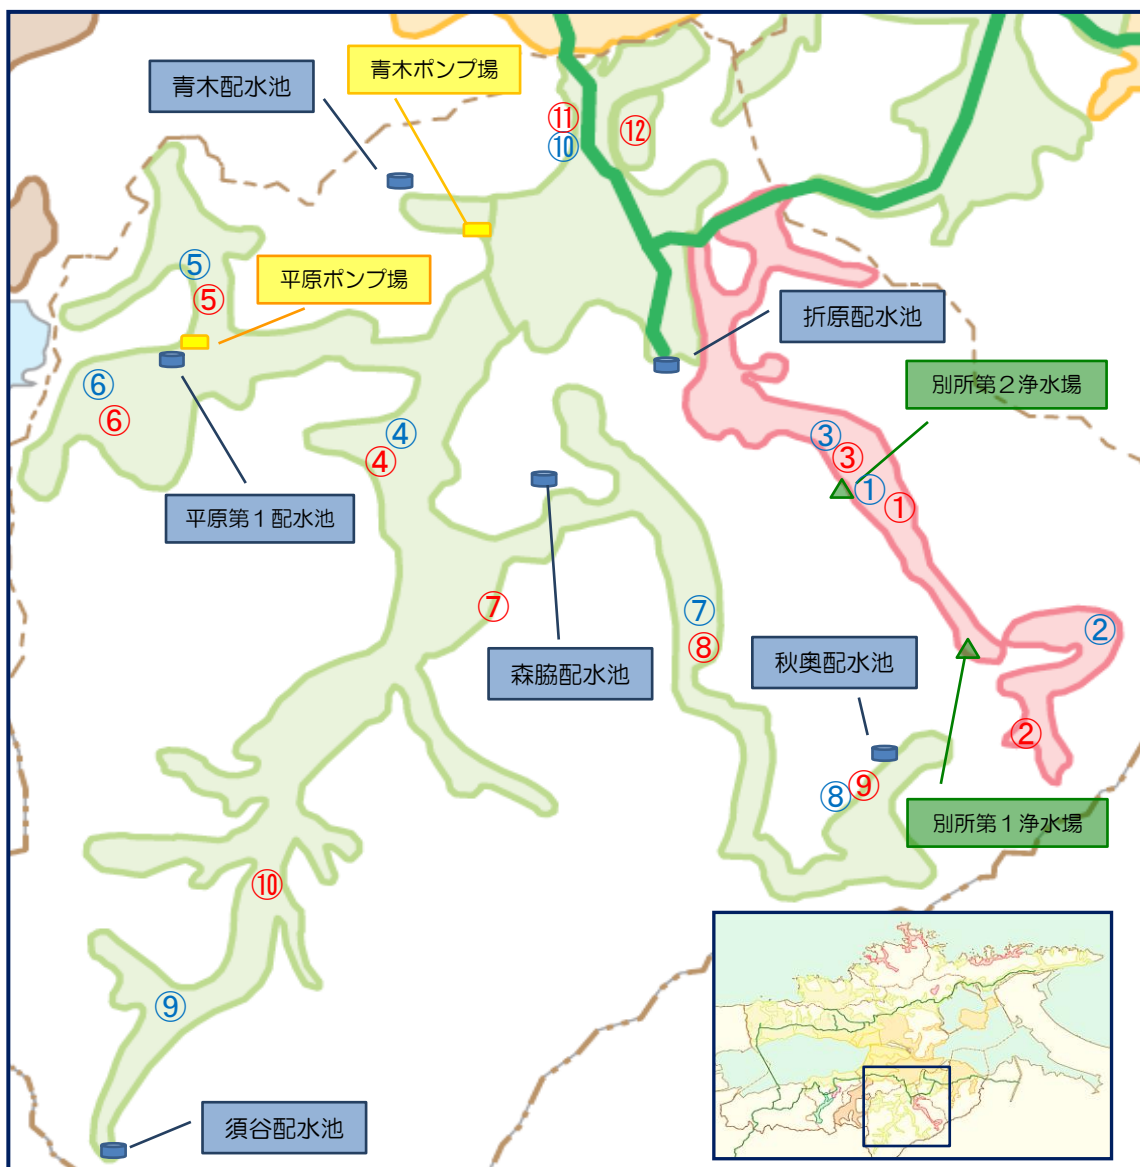 青木ポンプ場
青木配水池
⑪
⑫
⑩
⑤
平原ポンプ場
⑤
折原配水池
⑥
別所第２浄水場
⑥
④
③
④
③
①
①
平原第１配水池
⑦
⑦
②
⑧
森脇配水池
秋奥配水池
②
⑧
⑨
別所第１浄水場
⑩
⑨
須谷配水池